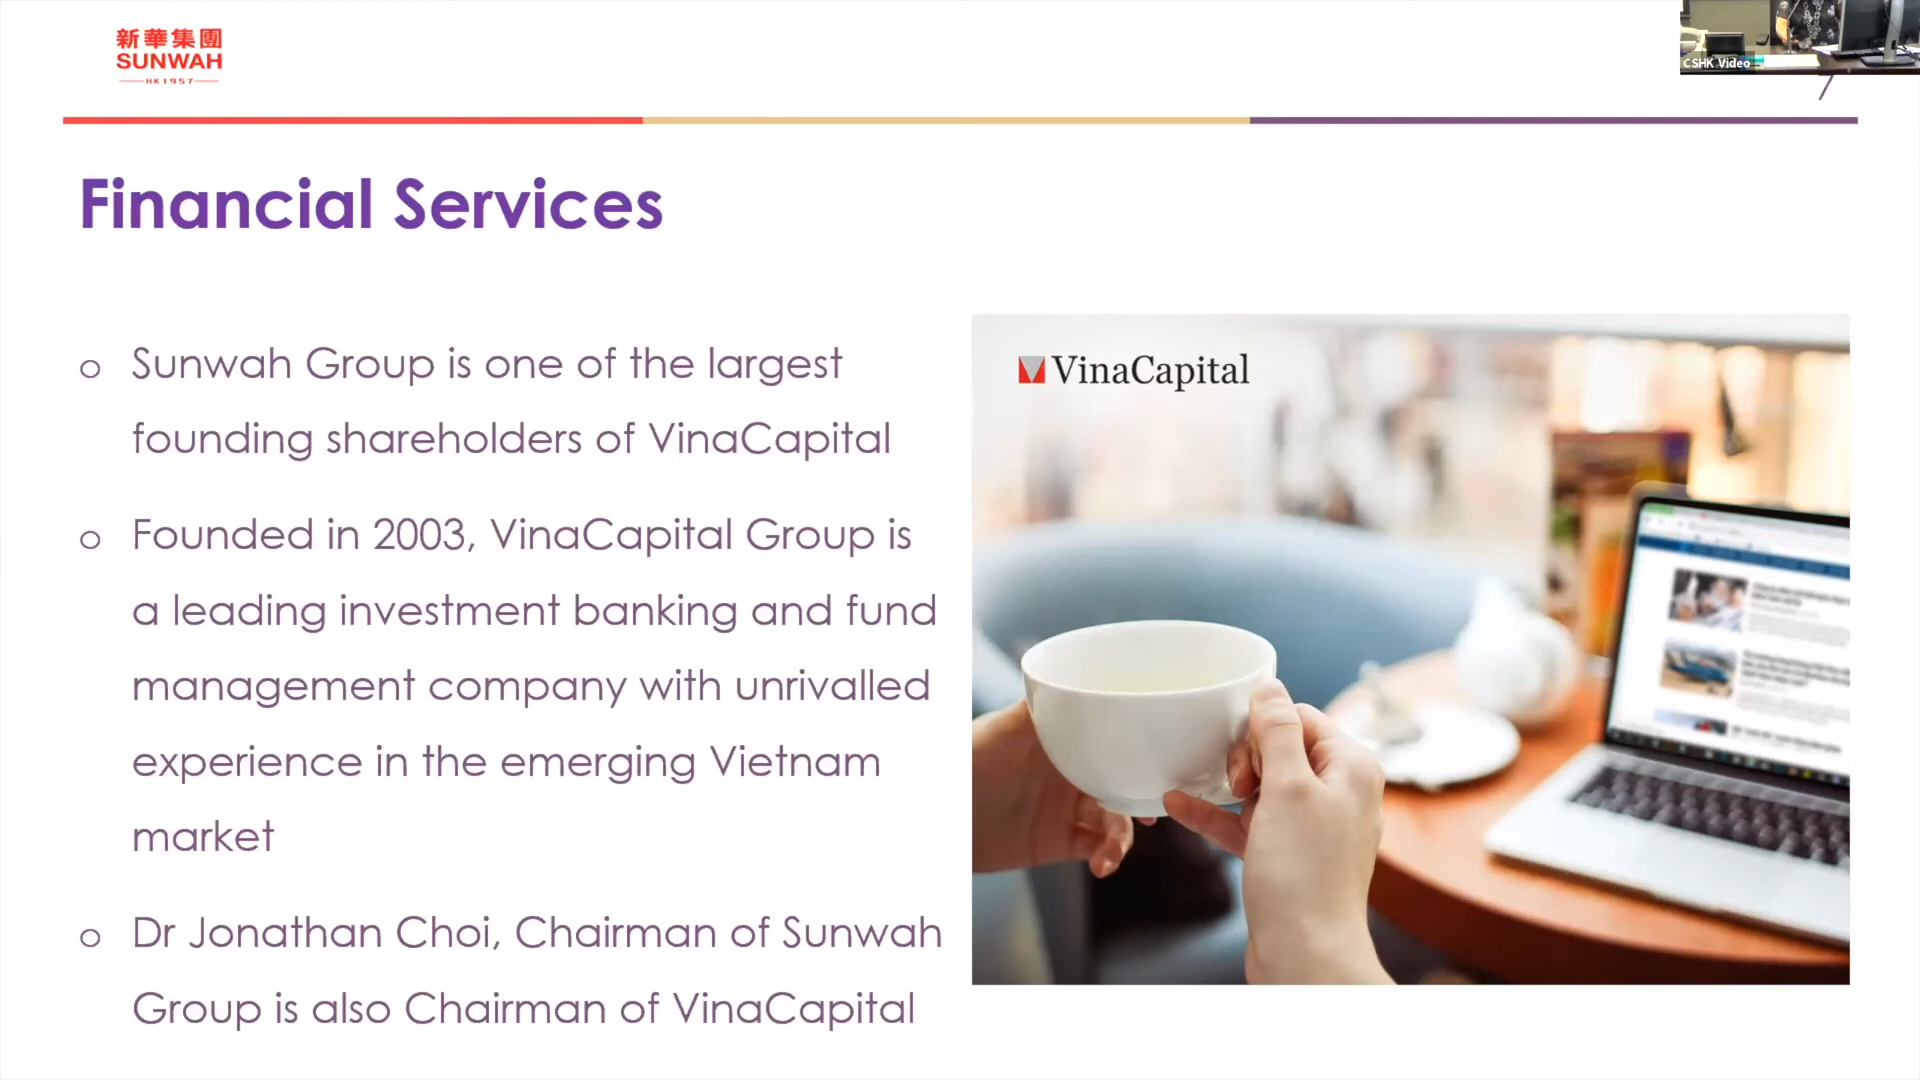 新華集團
SUNWAH
HK1957
CSHK Video
7
Financial Services
o Sunwah Group is one of the largest
founding shareholders of VinaCapital
o Founded in 2003, VinaCapital Group is
a leading investment banking and fund
management company with unrivalled
experience in the emerging Vietnam
market
o Dr Jonathan Choi, Chairman of Sunwah
Group is also Chairman of VinaCapital
VinaCapital